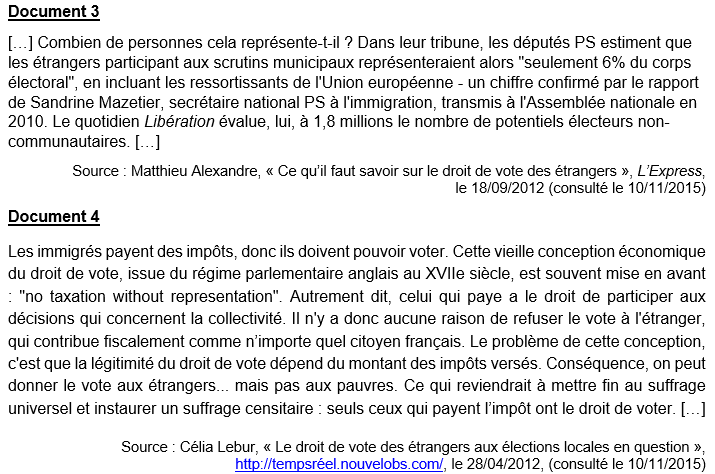 Document 3
[…] Combien de personnes cela représente-t-il ? Dans leur tribune, les députés PS estiment que
les étrangers participant aux scrutins municipaux représenteraient alors "seulement 6% du corps
électoral", en incluant les ressortissants de l'Union européenne - un chiffre confirmé par le rapport
de Sandrine Mazetier, secrétaire national PS à l'immigration, transmis à l'Assemblée nationale en
2010. Le quotidien Libération évalue, lui, à 1,8 millions le nombre de potentiels électeurs non-
communautaires. […]
Source : Matthieu Alexandre, « Ce qu'il faut savoir sur le droit de vote des étrangers », L'Express,
le 18/09/2012 (consulté le 10/11/2015)
Document 4
Les immigrés payent des impôts, donc ils doivent pouvoir voter. Cette vieille conception économique
du droit de vote, issue du régime parlementaire anglais au XVIIe siècle, est souvent mise en avant
: "no taxation without representation". Autrement dit, celui qui paye a le droit de participer aux
décisions qui concernent la collectivité. Il n'y a donc aucune raison de refuser le vote à l'étranger,
qui contribue fiscalement comme n'importe quel citoyen français. Le problème de cette conception,
c'est que la légitimité du droit de vote dépend du montant des impôts versés. Conséquence, on peut
donner le vote aux étrangers... mais pas aux pauvres. Ce qui reviendrait à mettre fin au suffrage
universel et instaurer un suffrage censitaire : seuls ceux qui payent l'impôt ont le droit de voter. […]
Source : Célia Lebur, « Le droit de vote des étrangers aux élections locales en question »,
http://tempsréel.nouvelobs.com/, le 28/04/2012, (consulté le 10/11/2015)